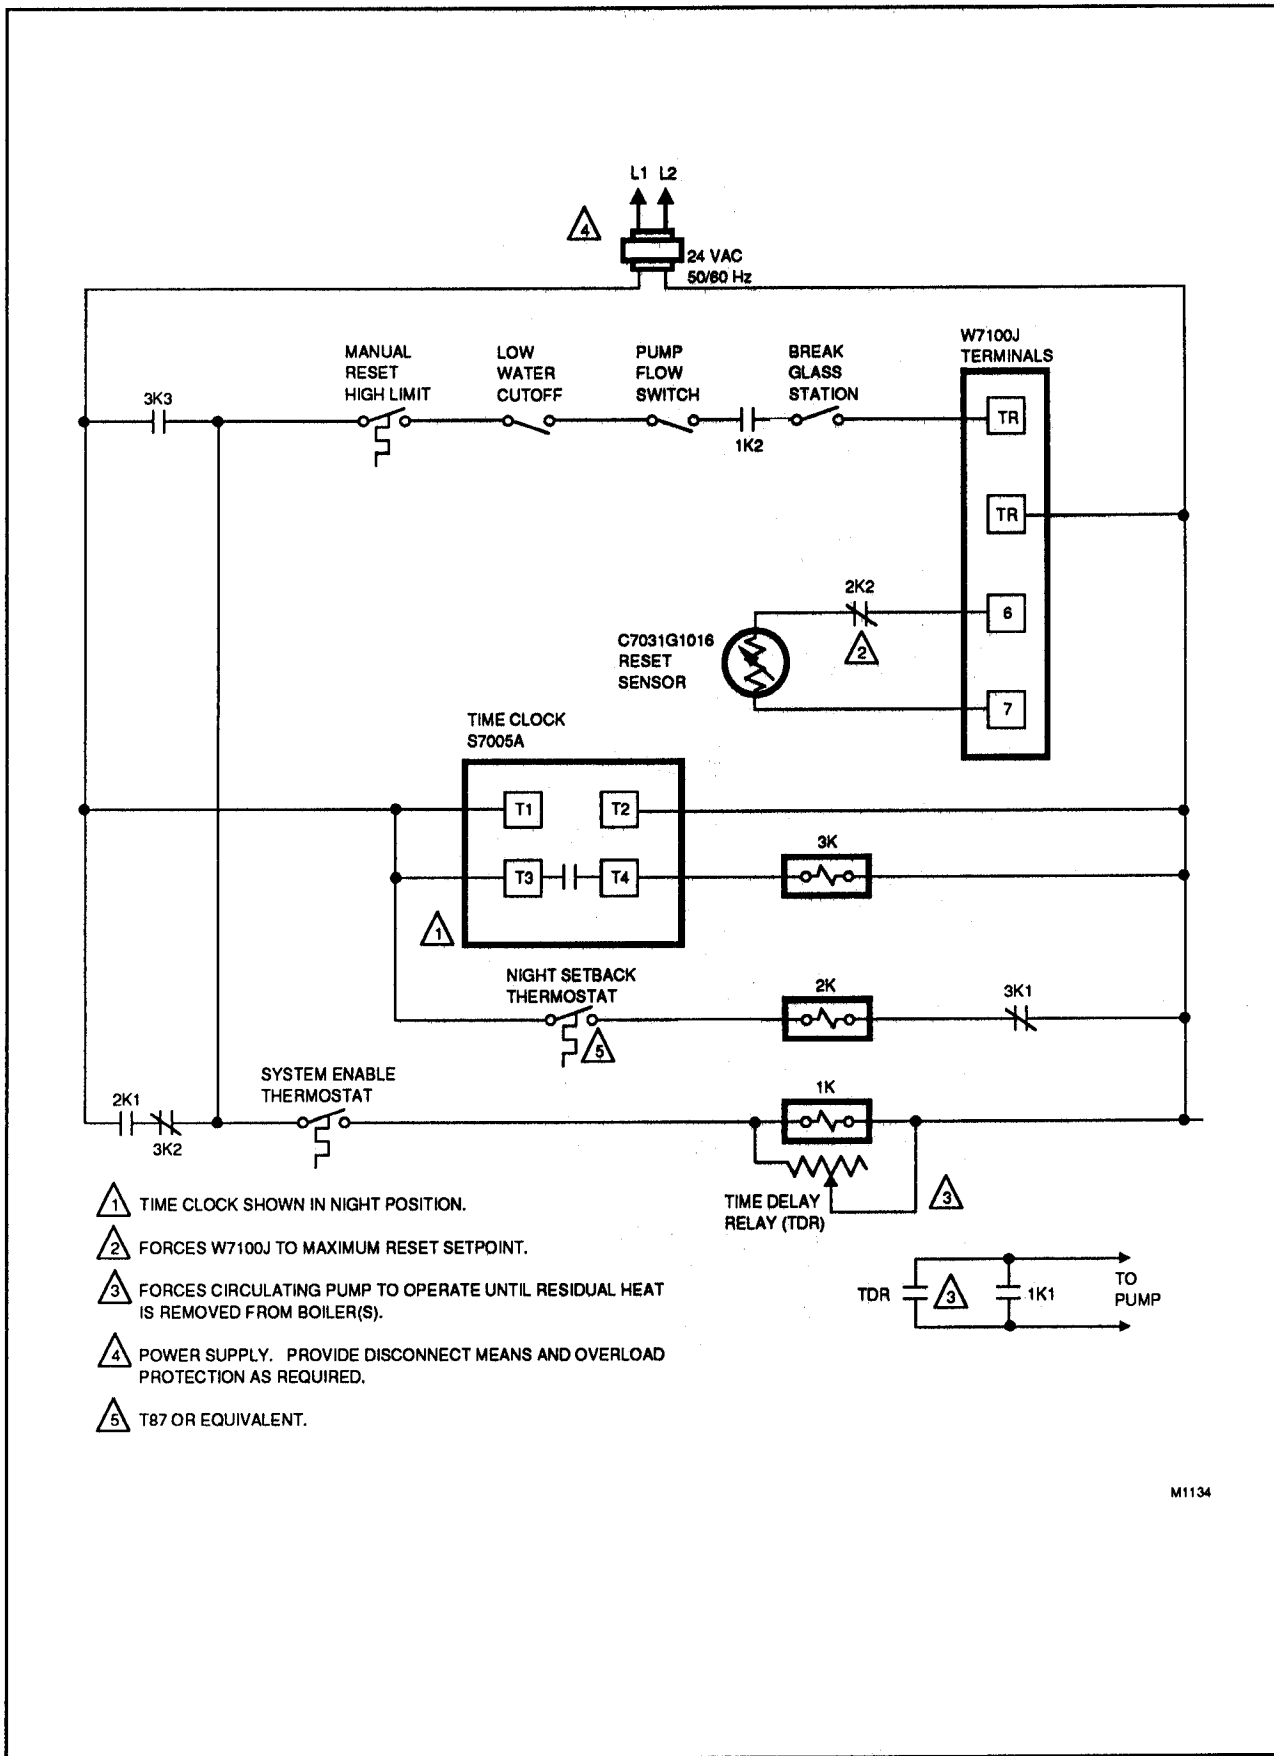 L1 L2
4
24 VAC
50/60 Hz
W7100J
TERMINALS
MANUAL
RESET
HIGH LIMIT
LOW
WATER
CUTOFF
PUMP
FLOW
SWITCH
BREAK
GLASS
STATION
3K3
1K2
TR
TR
2K2
6
2
C7031G1016
RESET
SENSOR
7
TIME CLOCK
S7005A
T1
T2
3K
T3
T4
1
NIGHT SETBACK
THERMOSTAT
5
2K
3K1
SYSTEM ENABLE
THERMOSTAT
2K1
3K2
1K
TIME DELAY
RELAY (TDR)
3
1 TIME CLOCK SHOWN IN NIGHT POSITION.
2 FORCES W7100J TO MAXIMUM RESET SETPOINT.
3 FORCES CIRCULATING PUMP TO OPERATE UNTIL RESIDUAL HEAT
IS REMOVED FROM BOILER(S).
4 POWER SUPPLY. PROVIDE DISCONNECT MEANS AND OVERLOAD
PROTECTION AS REQUIRED.
5 T87 OR EQUIVALENT.
TDR
3
1K1
TO
PUMP
M1134